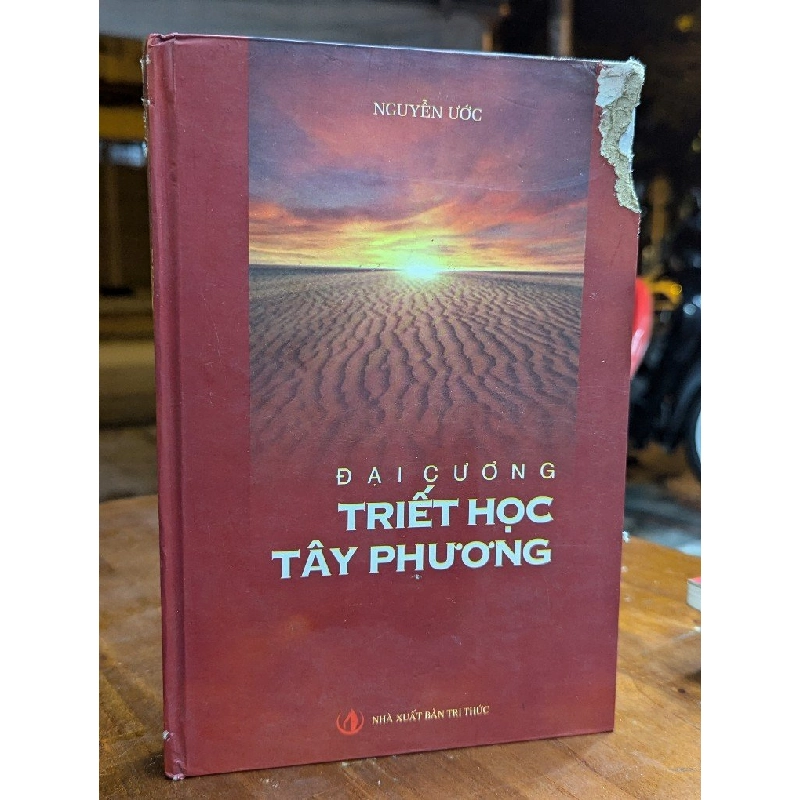 NGUYỄN ƯỚC
ĐẠI CƯƠNG
TRIẾT HỌC
TÂY PHƯƠNG
NHÀ XUẤT BẢN TRI THỨC